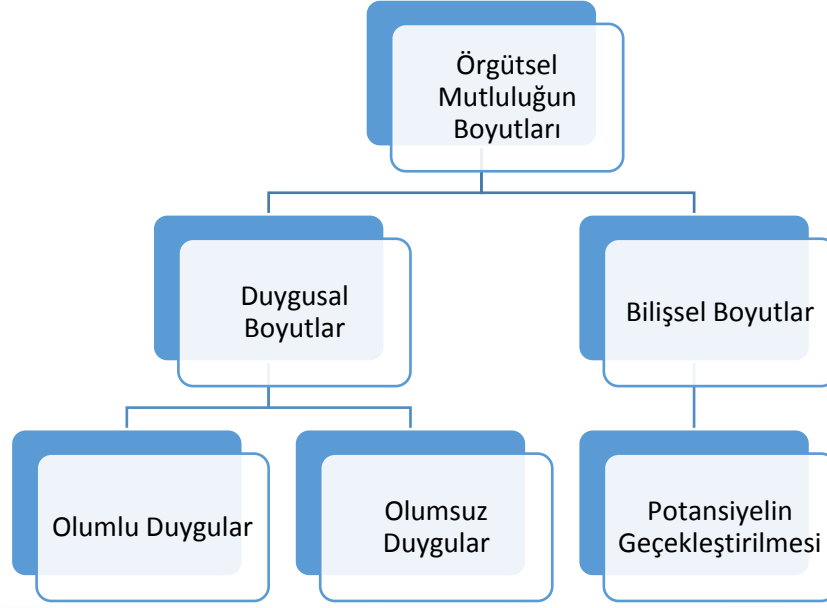 Örgütsel
Mutluluğun
Boyutları
Duygusal
Boyutlar
Bilişsel Boyutlar
Olumlu Duygular
Olumsuz
Duygular
Potansiyelin
Geçekleştirilmesi